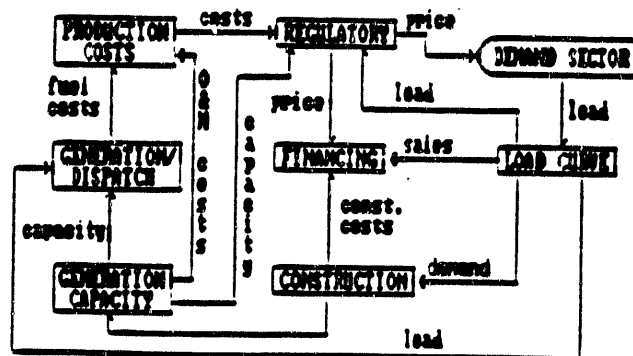 costs
price
PRODUCTION
COSTS
REGULATORY
DEMAND SECTOR
fuel
costs
O&M costs
capacity
price
load
load
GENERATION/
DISPATCH
FINANCING
sales
LOAD CURVE
capacity
const.
costs
GENERATION
CAPACITY
CONSTRUCTION
demand
load